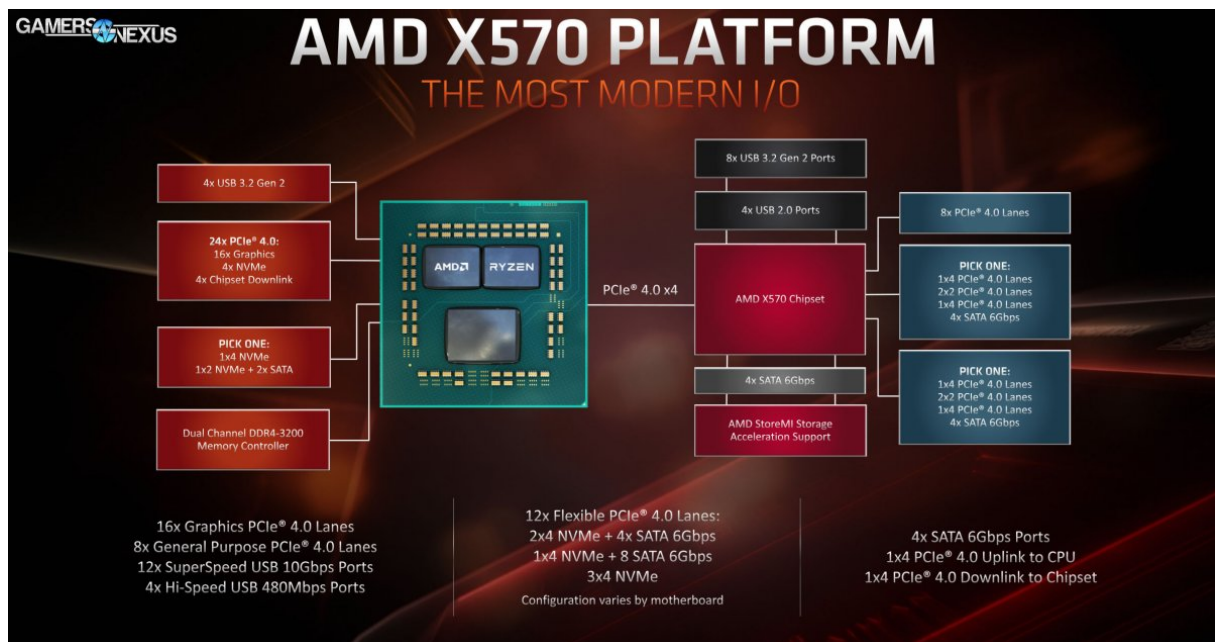 GAMERS NEXUS
AMD X570 PLATFORM
THE MOST MODERN I/O
4x USB 3.2 Gen 2
24x PCIe® 4.0:
16x Graphics
4x NVMe
4x Chipset Downlink
PICK ONE:
1x4 NVMe
1x2 NVMe + 2x SATA
Dual Channel DDR4-3200
Memory Controller
AMD
RYZEN
PCIe® 4.0 x4
8x USB 3.2 Gen 2 Ports
4x USB 2.0 Ports
AMD X570 Chipset
4x SATA 6Gbps
AMD StoreMI Storage
Acceleration Support
8x PCIe® 4.0 Lanes
PICK ONE:
1x4 PCIe® 4.0 Lanes
2x2 PCIe® 4.0 Lanes
1x4 PCIe® 4.0 Lanes
4x SATA 6Gbps
PICK ONE:
1x4 PCIe® 4.0 Lanes
2x2 PCIe® 4.0 Lanes
1x4 PCIe® 4.0 Lanes
4x SATA 6Gbps
16x Graphics PCIe® 4.0 Lanes
8x General Purpose PCIe® 4.0 Lanes
12x SuperSpeed USB 10Gbps Ports
4x Hi-Speed USB 480Mbps Ports
12x Flexible PCIe® 4.0 Lanes:
2x4 NVMe + 4x SATA 6Gbps
1x4 NVMe + 8 SATA 6Gbps
3x4 NVMe
Configuration varies by motherboard
4x SATA 6Gbps Ports
1x4 PCIe® 4.0 Uplink to CPU
1x4 PCIe® 4.0 Downlink to Chipset